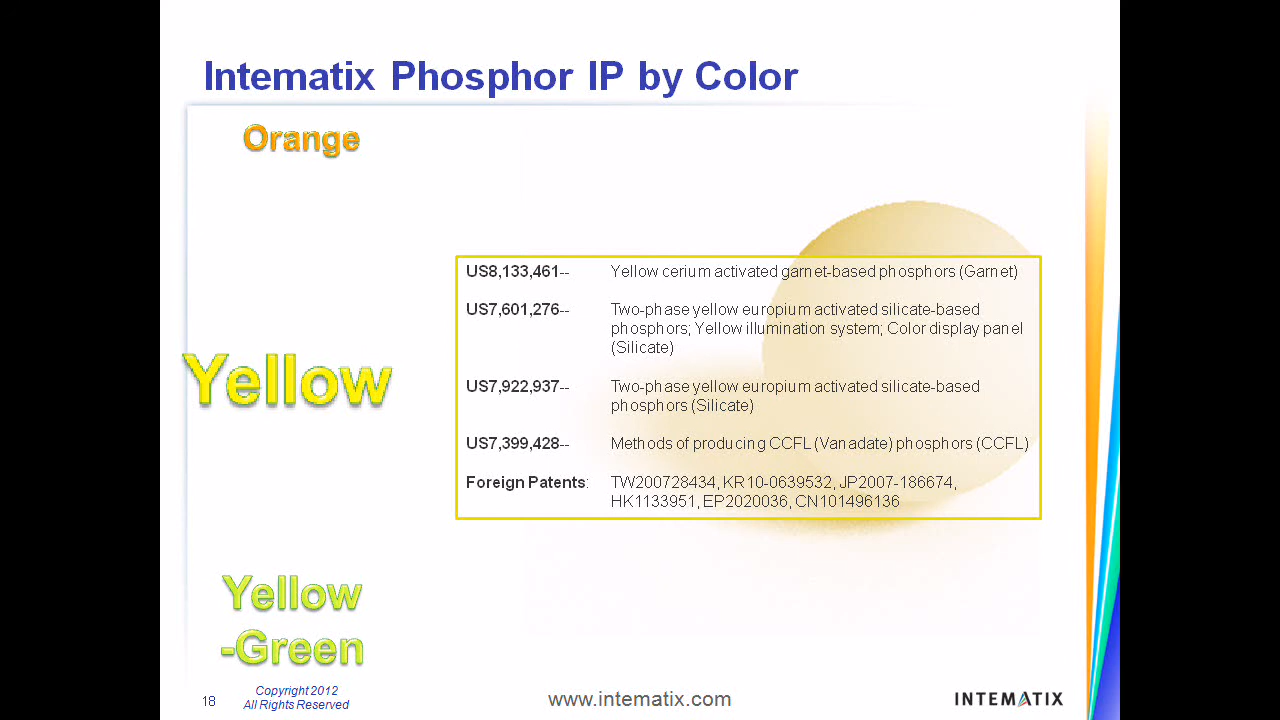 Intematix Phosphor IP by Color
Orange
US8,133,461-- Yellow cerium activated garnet-based phosphors (Garnet)
US7,601,276-- Two-phase yellow europium activated silicate-based
phosphors; Yellow illumination system; Color display panel
(Silicate)
Yellow
US7,922,937-- Two-phase yellow europium activated silicate-based
phosphors (Silicate)
US7,399,428-- Methods of producing CCFL (Vanadate) phosphors (CCFL)
Foreign Patents: TW200728434, KR10-0639532, JP2007-186674,
HK1133951, EP2020036, CN101496136
Yellow
-Green
18
Copyright 2012
All Rights Reserved
www.intematix.com
INTEMATIX